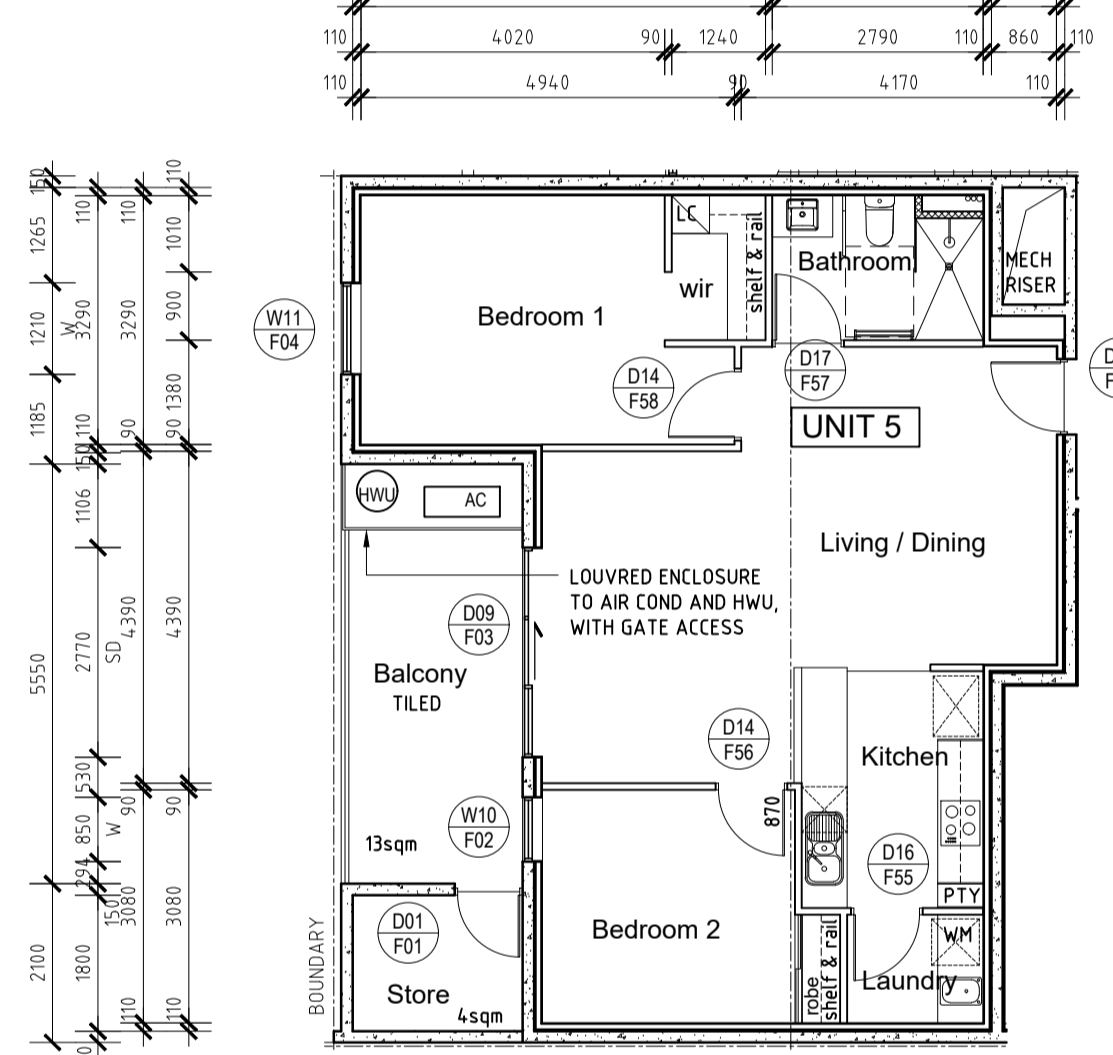 110
4020
90
1240
2790
110
860
110
110
4940
90
4170
110
150
1265
1210
1185
5550
2100
0
110
3290
W
110
150
1106
2770
SD
530
850
W
294
150
1800
110
3290
90
4390
90
3080
110
110
1010
900
1380
90
4390
90
3080
110
LC
shelf & rail
wir
Bathroom
MECH
RISER
Bedroom 1
W11
F04
D14
F58
D17
F57
D
F
UNIT 5
HWU
AC
Living / Dining
LOUVRED ENCLOSURE
TO AIR COND AND HWU,
WITH GATE ACCESS
D09
F03
Balcony
TILED
D14
F56
Kitchen
W10
F02
870
13sqm
D16
F55
PTY
D01
F01
Bedroom 2
robe
shelf & rail
WM
Laundry
BOUNDARY
Store
4sqm